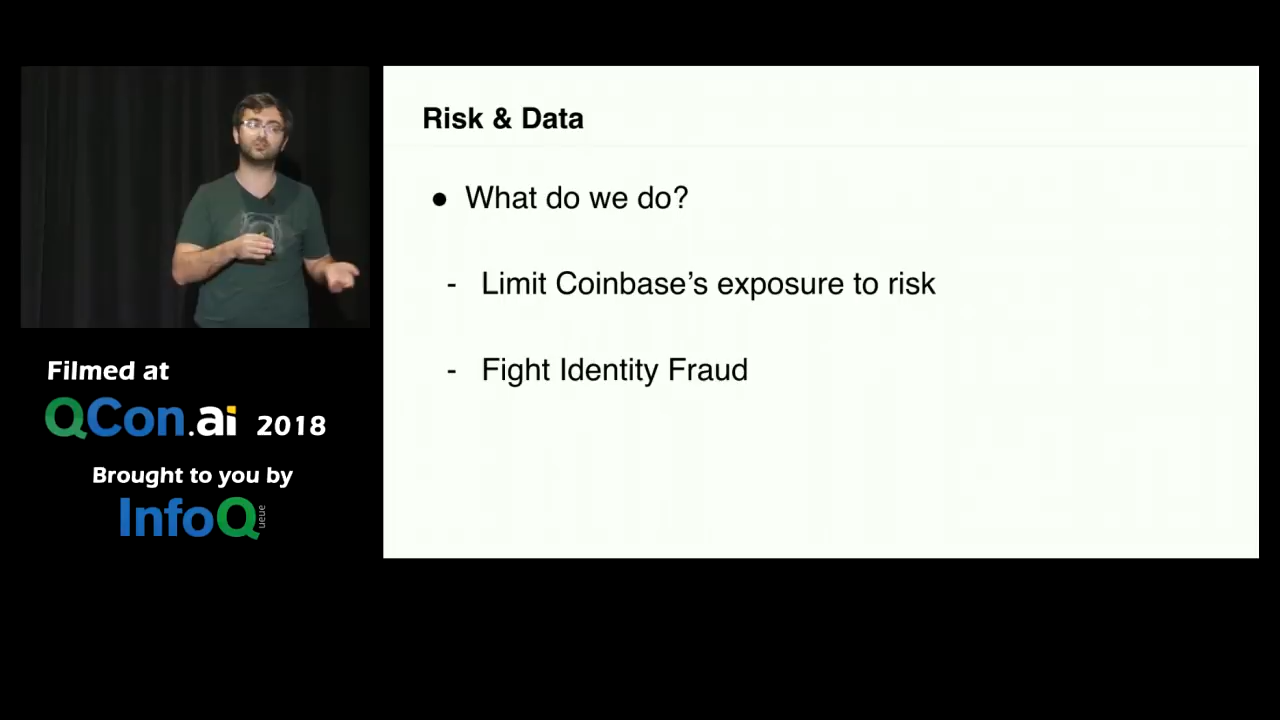 Risk & Data
● What do we do?
- Limit Coinbase’s exposure to risk
- Fight Identity Fraud
Filmed at
QCon.ai 2018
Brought to you by
InfoQ
ueue